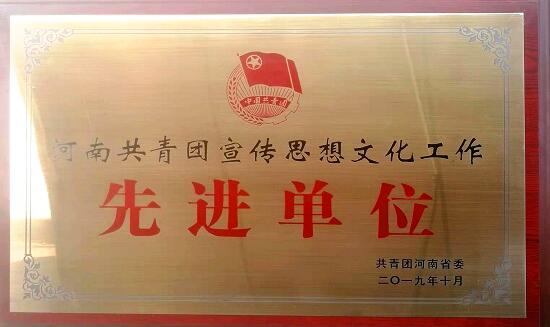 中国共青团
河南共青团宣传思想文化工作
先进单位
共青团河南省委
二〇一九年十月